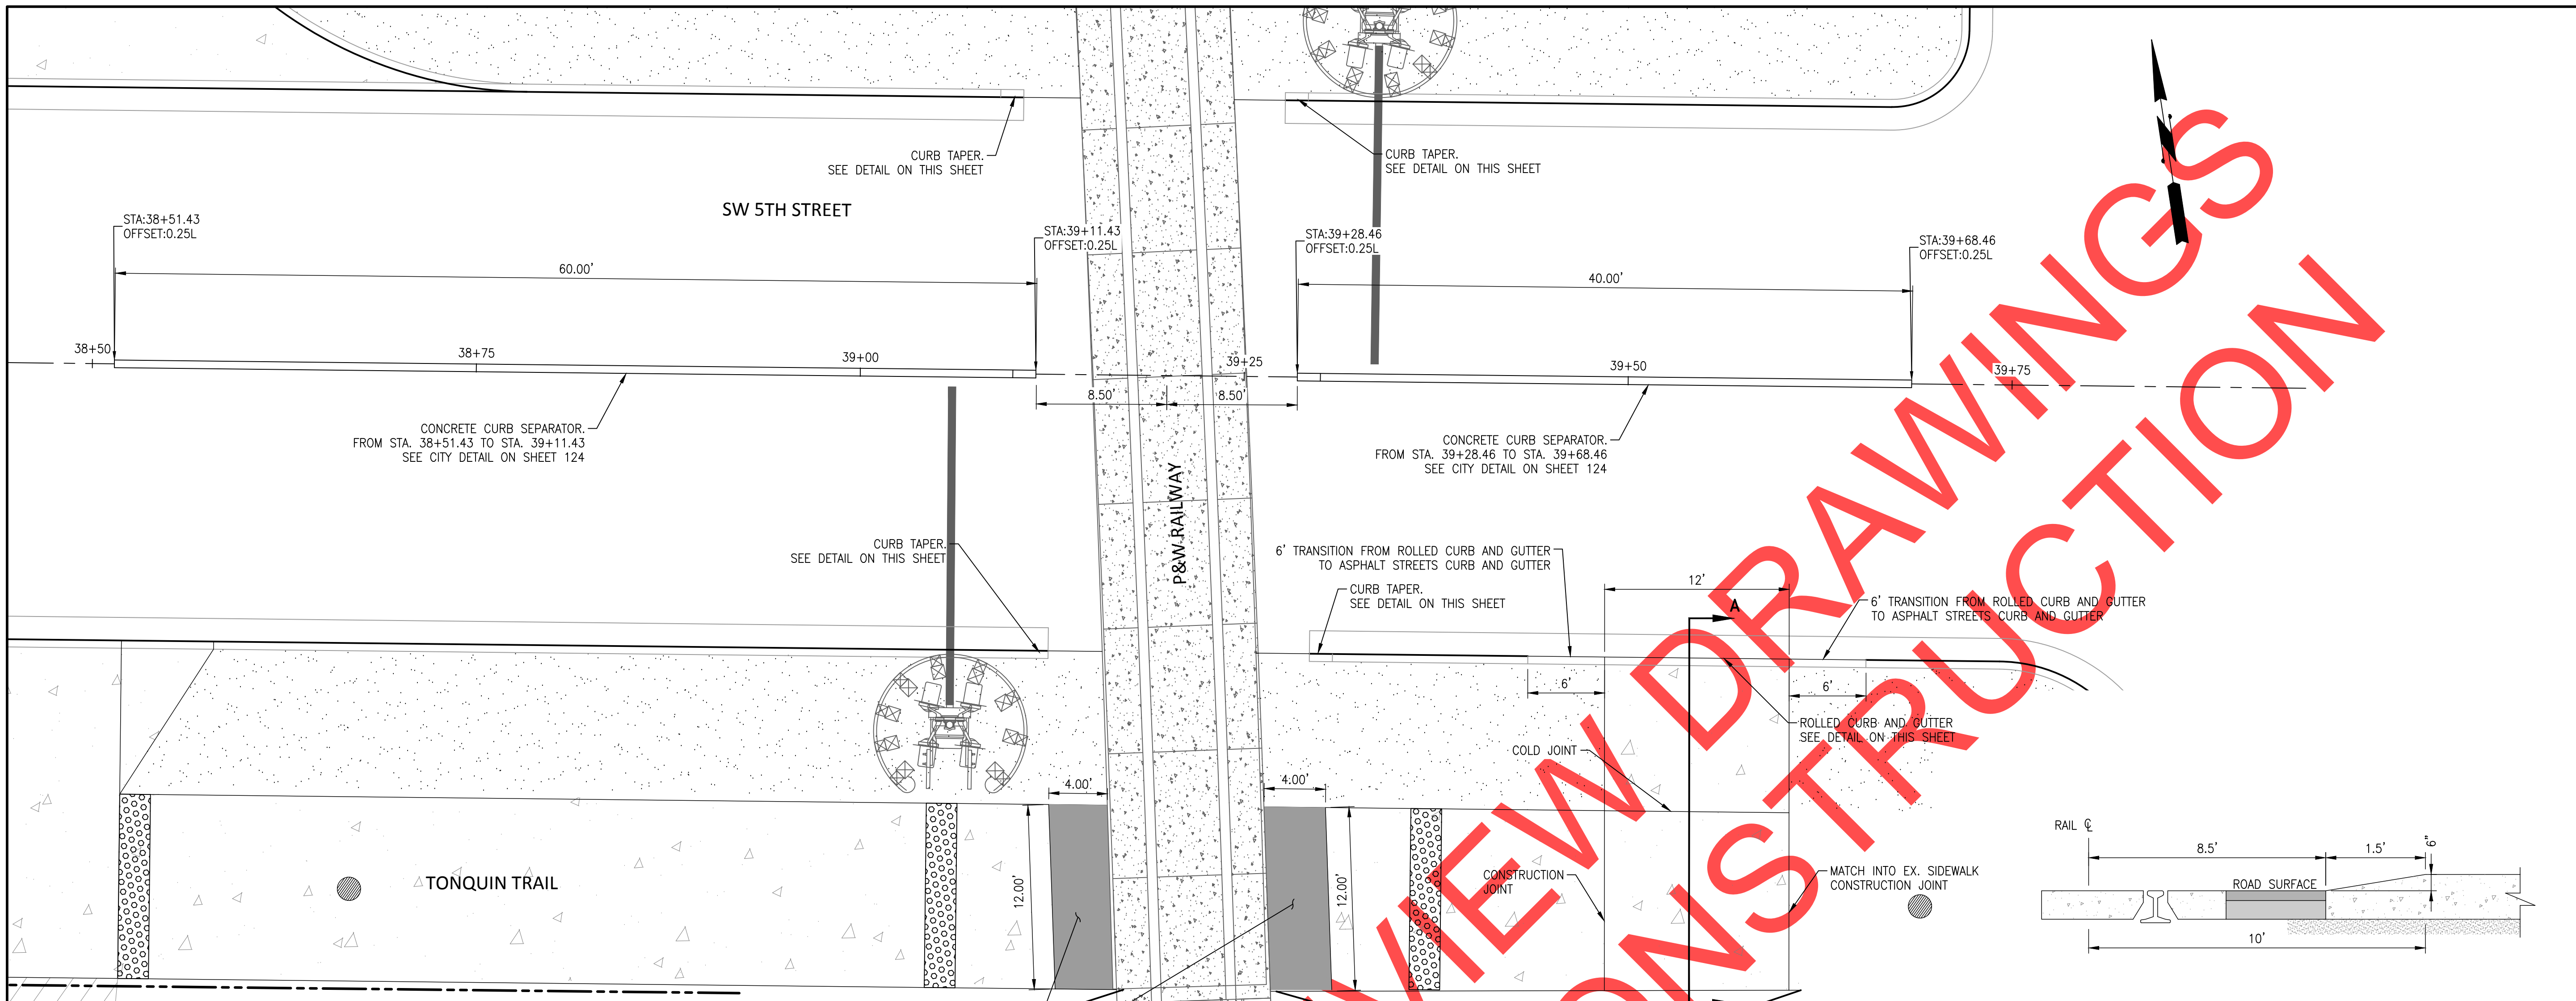 CURB TAPER.
SEE DETAIL ON THIS SHEET
CURB TAPER.
SEE DETAIL ON THIS SHEET
SW 5TH STREET
STA:38+51.43
OFFSET:0.25L
STA:39+11.43
OFFSET:0.25L
STA:39+28.46
OFFSET:0.25L
STA:39+68.46
OFFSET:0.25L
60.00'
40.00'
38+50
38+75
39+00
39+25
39+50
39+75
8.50'
8.50'
CONCRETE CURB SEPARATOR.
FROM STA. 38+51.43 TO STA. 39+11.43
SEE CITY DETAIL ON SHEET 124
CONCRETE CURB SEPARATOR.
FROM STA. 39+28.46 TO STA. 39+68.46
SEE CITY DETAIL ON SHEET 124
P&W RAILWAY
CURB TAPER.
SEE DETAIL ON THIS SHEET
6' TRANSITION FROM ROLLED CURB AND GUTTER
TO ASPHALT STREETS CURB AND GUTTER
CURB TAPER.
SEE DETAIL ON THIS SHEET
12'
A
6' TRANSITION FROM ROLLED CURB AND GUTTER
TO ASPHALT STREETS CURB AND GUTTER
6'
6'
ROLLED CURB AND GUTTER
SEE DETAIL ON THIS SHEET
COLD JOINT
4.00'
4.00'
12.00'
12.00'
TONQUIN TRAIL
CONSTRUCTION
JOINT
MATCH INTO EX. SIDEWALK
CONSTRUCTION JOINT
RAIL ℄
8.5'
1.5'
6"
ROAD SURFACE
10'
VIEW DRAWINGS
ONSTRUCTION
N